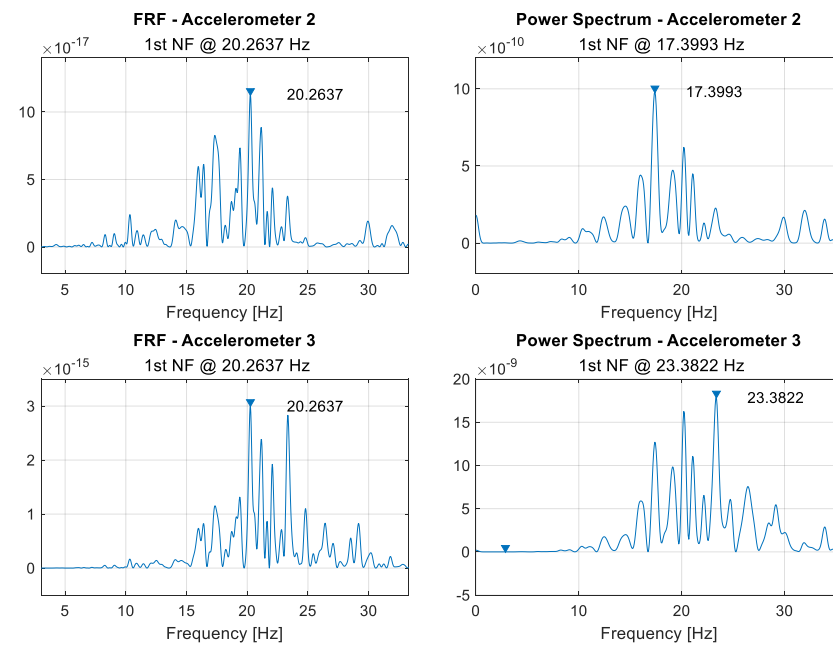 FRF - Accelerometer 2
1st NF @ 20.2637 Hz
×10-17
20.2637
10
5
0
5 10 15 20 25 30
Frequency [Hz]
Power Spectrum - Accelerometer 2
1st NF @ 17.3993 Hz
×10-10
17.3993
10
5
0
0 10 20 30
Frequency [Hz]
FRF - Accelerometer 3
1st NF @ 20.2637 Hz
×10-15
20.2637
3
2
1
0
5 10 15 20 25 30
Frequency [Hz]
Power Spectrum - Accelerometer 3
1st NF @ 23.3822 Hz
×10-9
20
23.3822
15
10
5
0
-5
0 10 20 30
Frequency [Hz]